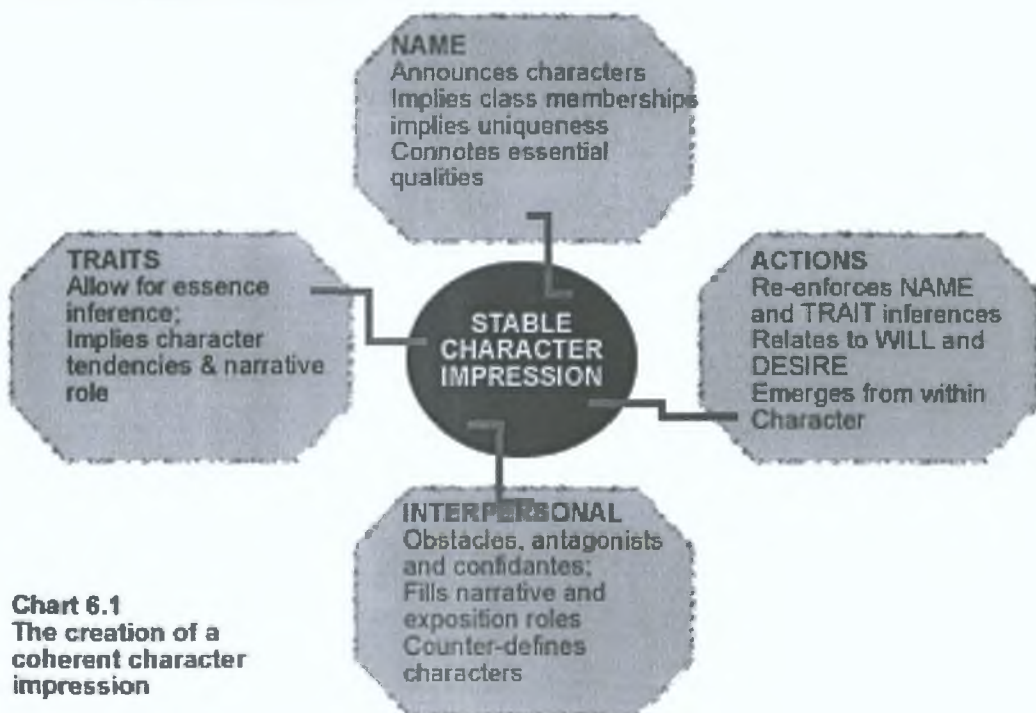 NAME
Announces characters
Implies class memberships
implies uniqueness
Connotes essential
qualities
TRAITS
Allow for essence
inference;
Implies character
tendencies & narrative
role
STABLE
CHARACTER
IMPRESSION
ACTIONS
Re-enforces NAME
and TRAIT inferences
Relates to WILL and
DESIRE
Emerges from within
Character
INTERPERSONAL
Obstacles, antagonists
and confidantes;
Fills narrative and
exposition roles
Counter-defines
characters
Chart 6.1
The creation of a
coherent character
impression